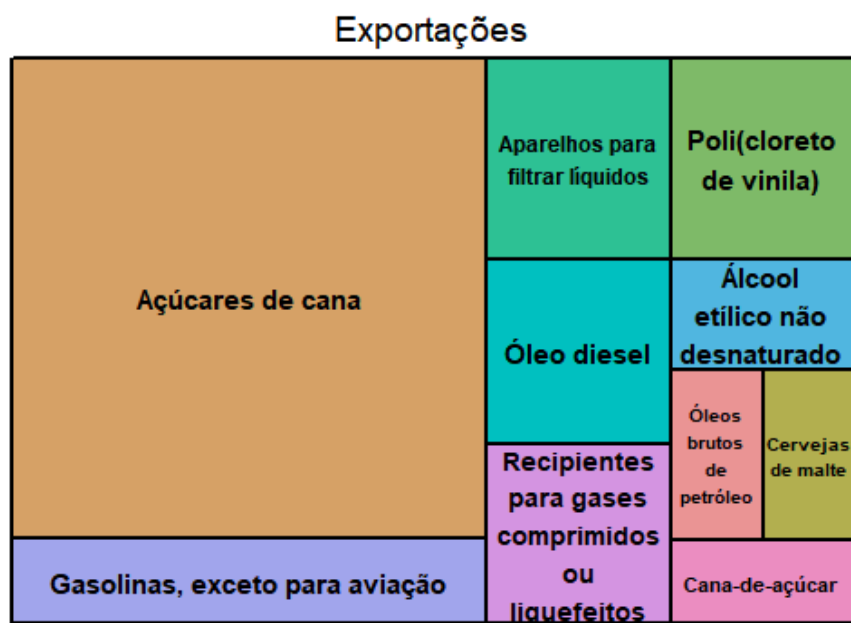 Exportações
Açúcares de cana
Gasolinas, exceto para aviação
Aparelhos para
filtrar líquidos
Óleo diesel
Recipientes
para gases
comprimidos
ou
liquefeitos
Poli(cloreto
de vinila)
Álcool
etílico não
desnaturado
Óleos
brutos
de
petróleo
Cervejas
de malte
Cana-de-açúcar